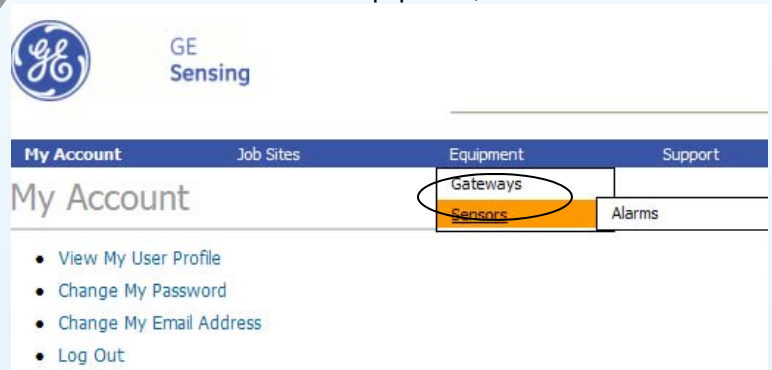 GE
Sensing
My Account Job Sites Equipment Support
Gateways
My Account
Sensors Alarms
• View My User Profile
• Change My Password
• Change My Email Address
• Log Out